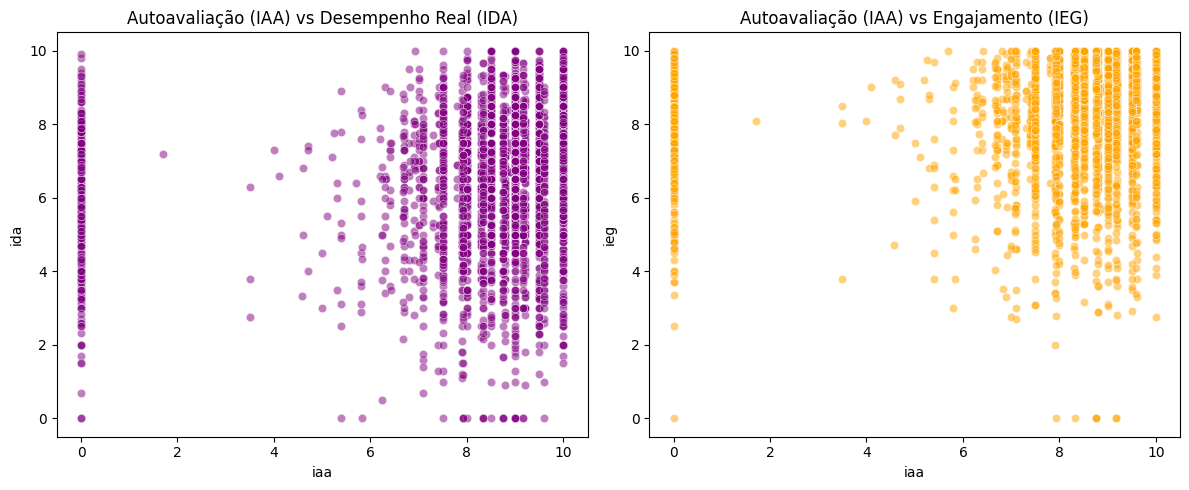 Autoavaliação (IAA) vs Desempenho Real (IDA)
10
8
6
4
2
0
ida
0 2 4 6 8 10
iaa
Autoavaliação (IAA) vs Engajamento (IEG)
10
8
6
4
2
0
ieg
0 2 4 6 8 10
iaa